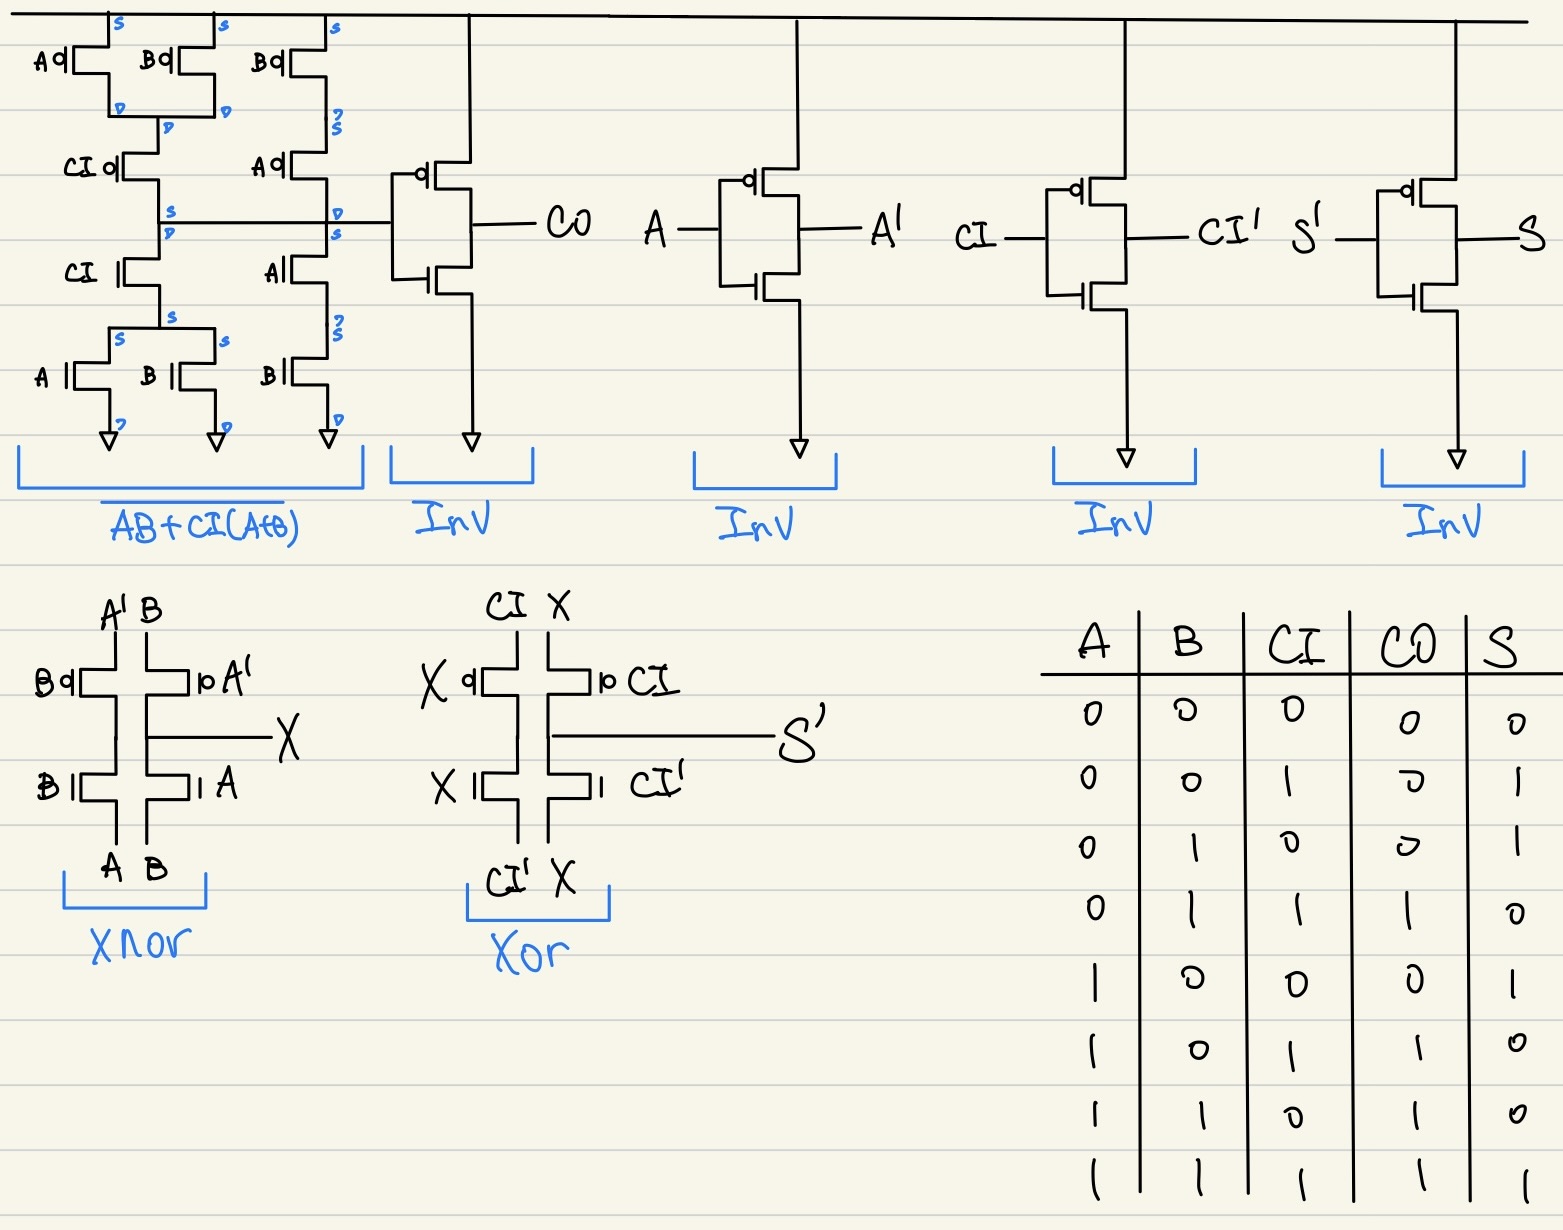 S S S
A B B
D D D ? S
CI A
S D D S
CO A A' CI CI' S' S
CI A
S S S ? S
A B B
? D D
AB+CI(A+B) Inv Inv Inv Inv
A' B CI X
B A' X CI
X S'
B A X CI'
A B CI' X
Xnor Xor
A B CI CO S
0 0 0 0 0
0 0 1 0 1
0 1 0 0 1
0 1 1 1 0
1 0 0 0 1
1 0 1 1 0
1 1 0 1 0
1 1 1 1 1